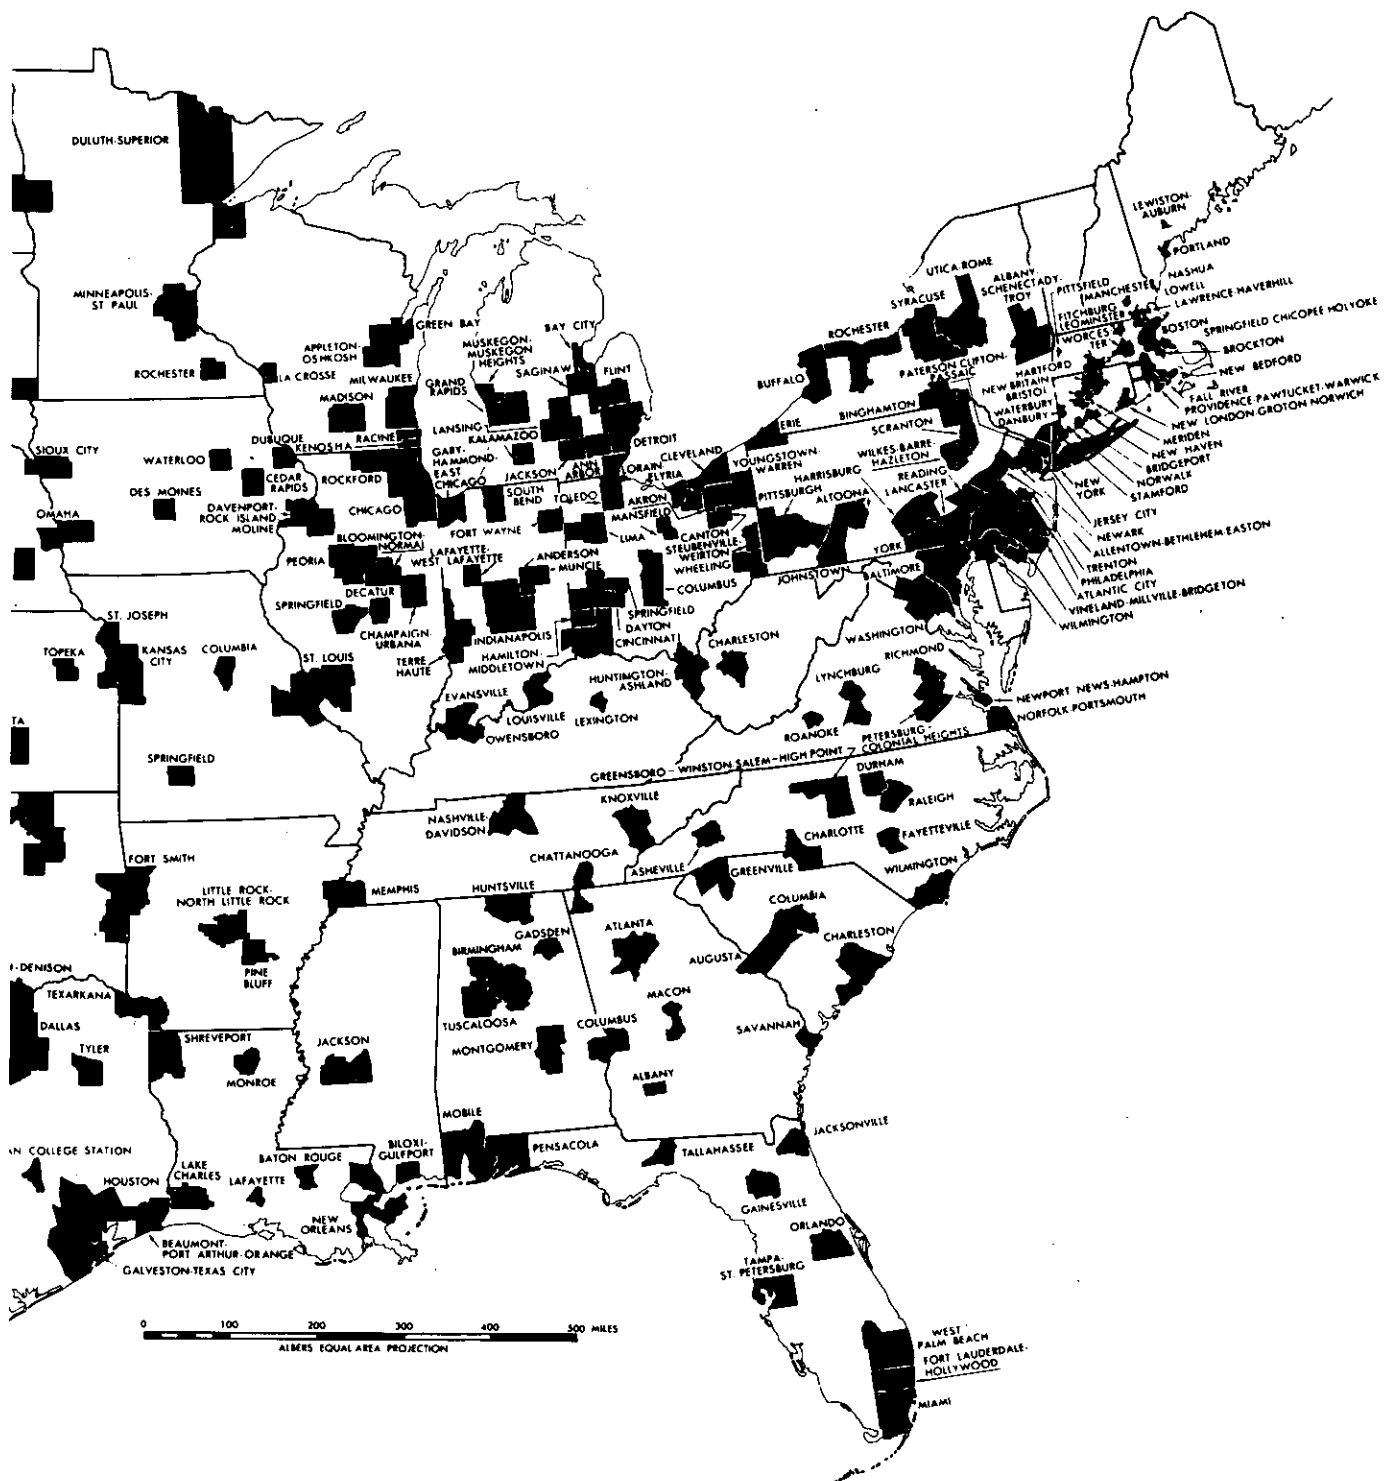 DULUTH-SUPERIOR
LEWISTON-
AUBURN
PORTLAND
UTICA-ROME
ALBANY
SCHENECTADY-
TROY
PITTSFIELD
MANCHESTER
NASHUA
LOWELL
LAWRENCE-HAVERHILL
FITCHBURG
LEOMINSTER
WORCES
TER
BOSTON
SPRINGFIELD CHICOPEE HOLYOKE
BROCKTON
NEW BEDFORD
FALL RIVER
PROVIDENCE-PAWTUCKET-WARWICK
NEW LONDON-GROTON NORWICH
MERIDEN
NEW HAVEN
BRIDGEPORT
NORWALK
STAMFORD
MINNEAPOLIS-
ST PAUL
SYRACUSE
ROCHESTER
BUFFALO
PATERSON CLIFTON-
PASSAIC
HARTFORD
NEW BRITAIN
BRISTOL
WATERBURY
DANBURY
BINGHAMTON
SCRANTON
WILKES-BARRE-
HAZLETON
GREEN BAY
APPLETON-
OSHKOSH
MUSKEGON-
MUSKEGON
HEIGHTS
BAY CITY
SAGINAW
FLINT
ROCHESTER
LA CROSSE
MILWAUKEE
MADISON
GRAND
RAPIDS
LANSING
KALAMAZOO
DETROIT
ERIE
CLEVELAND
YOUNGSTOWN-
WARREN
HARRISBURG
READING
LANCASTER
NEW
YORK
JERSEY CITY
NEWARK
ALLENTOWN-BETHLEHEM-EASTON
TRENTON
PHILADELPHIA
ATLANTIC CITY
VINELAND-MILLVILLE-BRIDGETON
WILMINGTON
SIOUX CITY
WATERLOO
DUBUQUE
KENOSHA
RACINE
GARY-
HAMMOND-
EAST
CHICAGO
JACKSON
ANN
ARBOR
LORAIN
ELYRIA
CEDAR
RAPIDS
ROCKFORD
DES MOINES
DAVENPORT-
ROCK ISLAND
MOLINE
CHICAGO
SOUTH
BEND
TOLEDO
AKRON
MANSFIELD
PITTSBURGH
ALTOONA
OMAHA
FORT WAYNE
LIMA
CANTON
STEUBENVILLE-
WEIRTON
WHEELING
YORK
JOHNSTOWN
BALTIMORE
BLOOMINGTON-
NORMAL
PEORIA
LAFAYETTE-
WEST LAFAYETTE
ANDERSON
MUNCIE
COLUMBUS
DECATUR
SPRINGFIELD
CHAMPAIGN-
URBANA
SPRINGFIELD
DAYTON
ST. JOSEPH
INDIANAPOLIS
CINCINNATI
WASHINGTON
TOPEKA
KANSAS
CITY
COLUMBIA
ST. LOUIS
TERRE
HAUTE
HAMILTON-
MIDDLETOWN
CHARLESTON
RICHMOND
HUNTINGTON-
ASHLAND
LYNCHBURG
EVANSVILLE
LOUISVILLE
LEXINGTON
OWENSBORO
NEWPORT NEWS-HAMPTON
NORFOLK-PORTSMOUTH
ROANOKE
PETERSBURG-
COLONIAL HEIGHTS
TA
SPRINGFIELD
GREENSBORO-WINSTON-SALEM-HIGH POINT
DURHAM
RALEIGH
KNOXVILLE
NASHVILLE-
DAVIDSON
CHARLOTTE
FAYETTEVILLE
CHATTANOOGA
ASHEVILLE
GREENVILLE
WILMINGTON
FORT SMITH
LITTLE ROCK-
NORTH LITTLE ROCK
MEMPHIS
HUNTSVILLE
COLUMBIA
GADSDEN
ATLANTA
BIRMINGHAM
CHARLESTON
AUGUSTA
-DENISON
PINE
BLUFF
TEXARKANA
MACON
DALLAS
TUSCALOOSA
COLUMBUS
SAVANNAH
SHREVEPORT
JACKSON
MONTGOMERY
TYLER
MONROE
ALBANY
MOBILE
JACKSONVILLE
BILOXI-
GULFPORT
PENSACOLA
TALLAHASSEE
AN COLLEGE STATION
BATON ROUGE
LAKE
CHARLES
LAFAYETTE
HOUSTON
GAINESVILLE
NEW
ORLEANS
ORLANDO
BEAUMONT-
PORT ARTHUR-ORANGE
GALVESTON-TEXAS CITY
TAMPA-
ST. PETERSBURG
0 100 200 300 400 500 MILES
ALBERS EQUAL AREA PROJECTION
WEST
PALM BEACH
FORT LAUDERDALE-
HOLLYWOOD
MIAMI